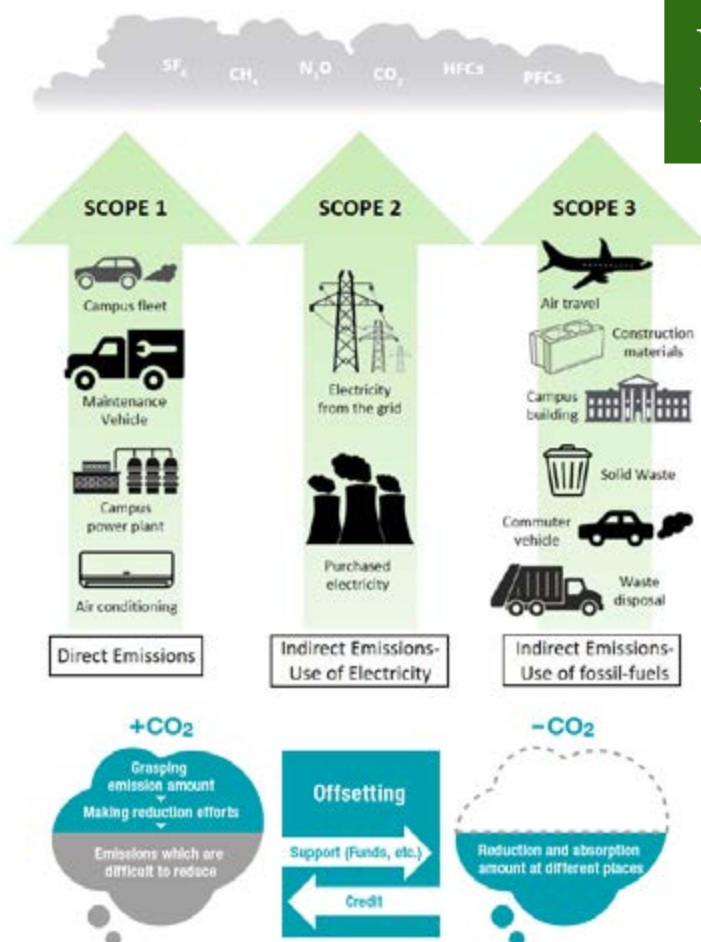 SF₆ CH₄ N₂O CO₂ HFCs PFCs
SCOPE 1
Campus fleet
Maintenance
Vehicle
Campus
power plant
Air conditioning
Direct Emissions
SCOPE 2
Electricity
from the grid
Purchased
electricity
Indirect Emissions-
Use of Electricity
SCOPE 3
Air travel
Construction
materials
Campus
building
Solid Waste
Commuter
vehicle
Waste
disposal
Indirect Emissions-
Use of fossil-fuels
+CO₂
Grasping
emission amount
Making reduction efforts
Emissions which are
difficult to reduce
Offsetting
Support (Funds, etc.)
Credit
−CO₂
Reduction and absorption
amount at different places